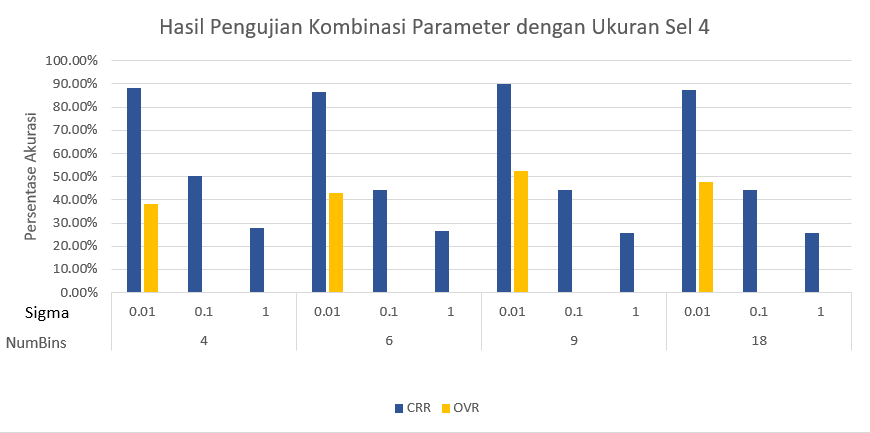 Hasil Pengujian Kombinasi Parameter dengan Ukuran Sel 4
Persentase Akurasi
100.00%
90.00%
80.00%
70.00%
60.00%
50.00%
40.00%
30.00%
20.00%
10.00%
0.00%
Sigma 0.01 0.1 1 0.01 0.1 1 0.01 0.1 1 0.01 0.1 1
NumBins 4 6 9 18
CRR OVR